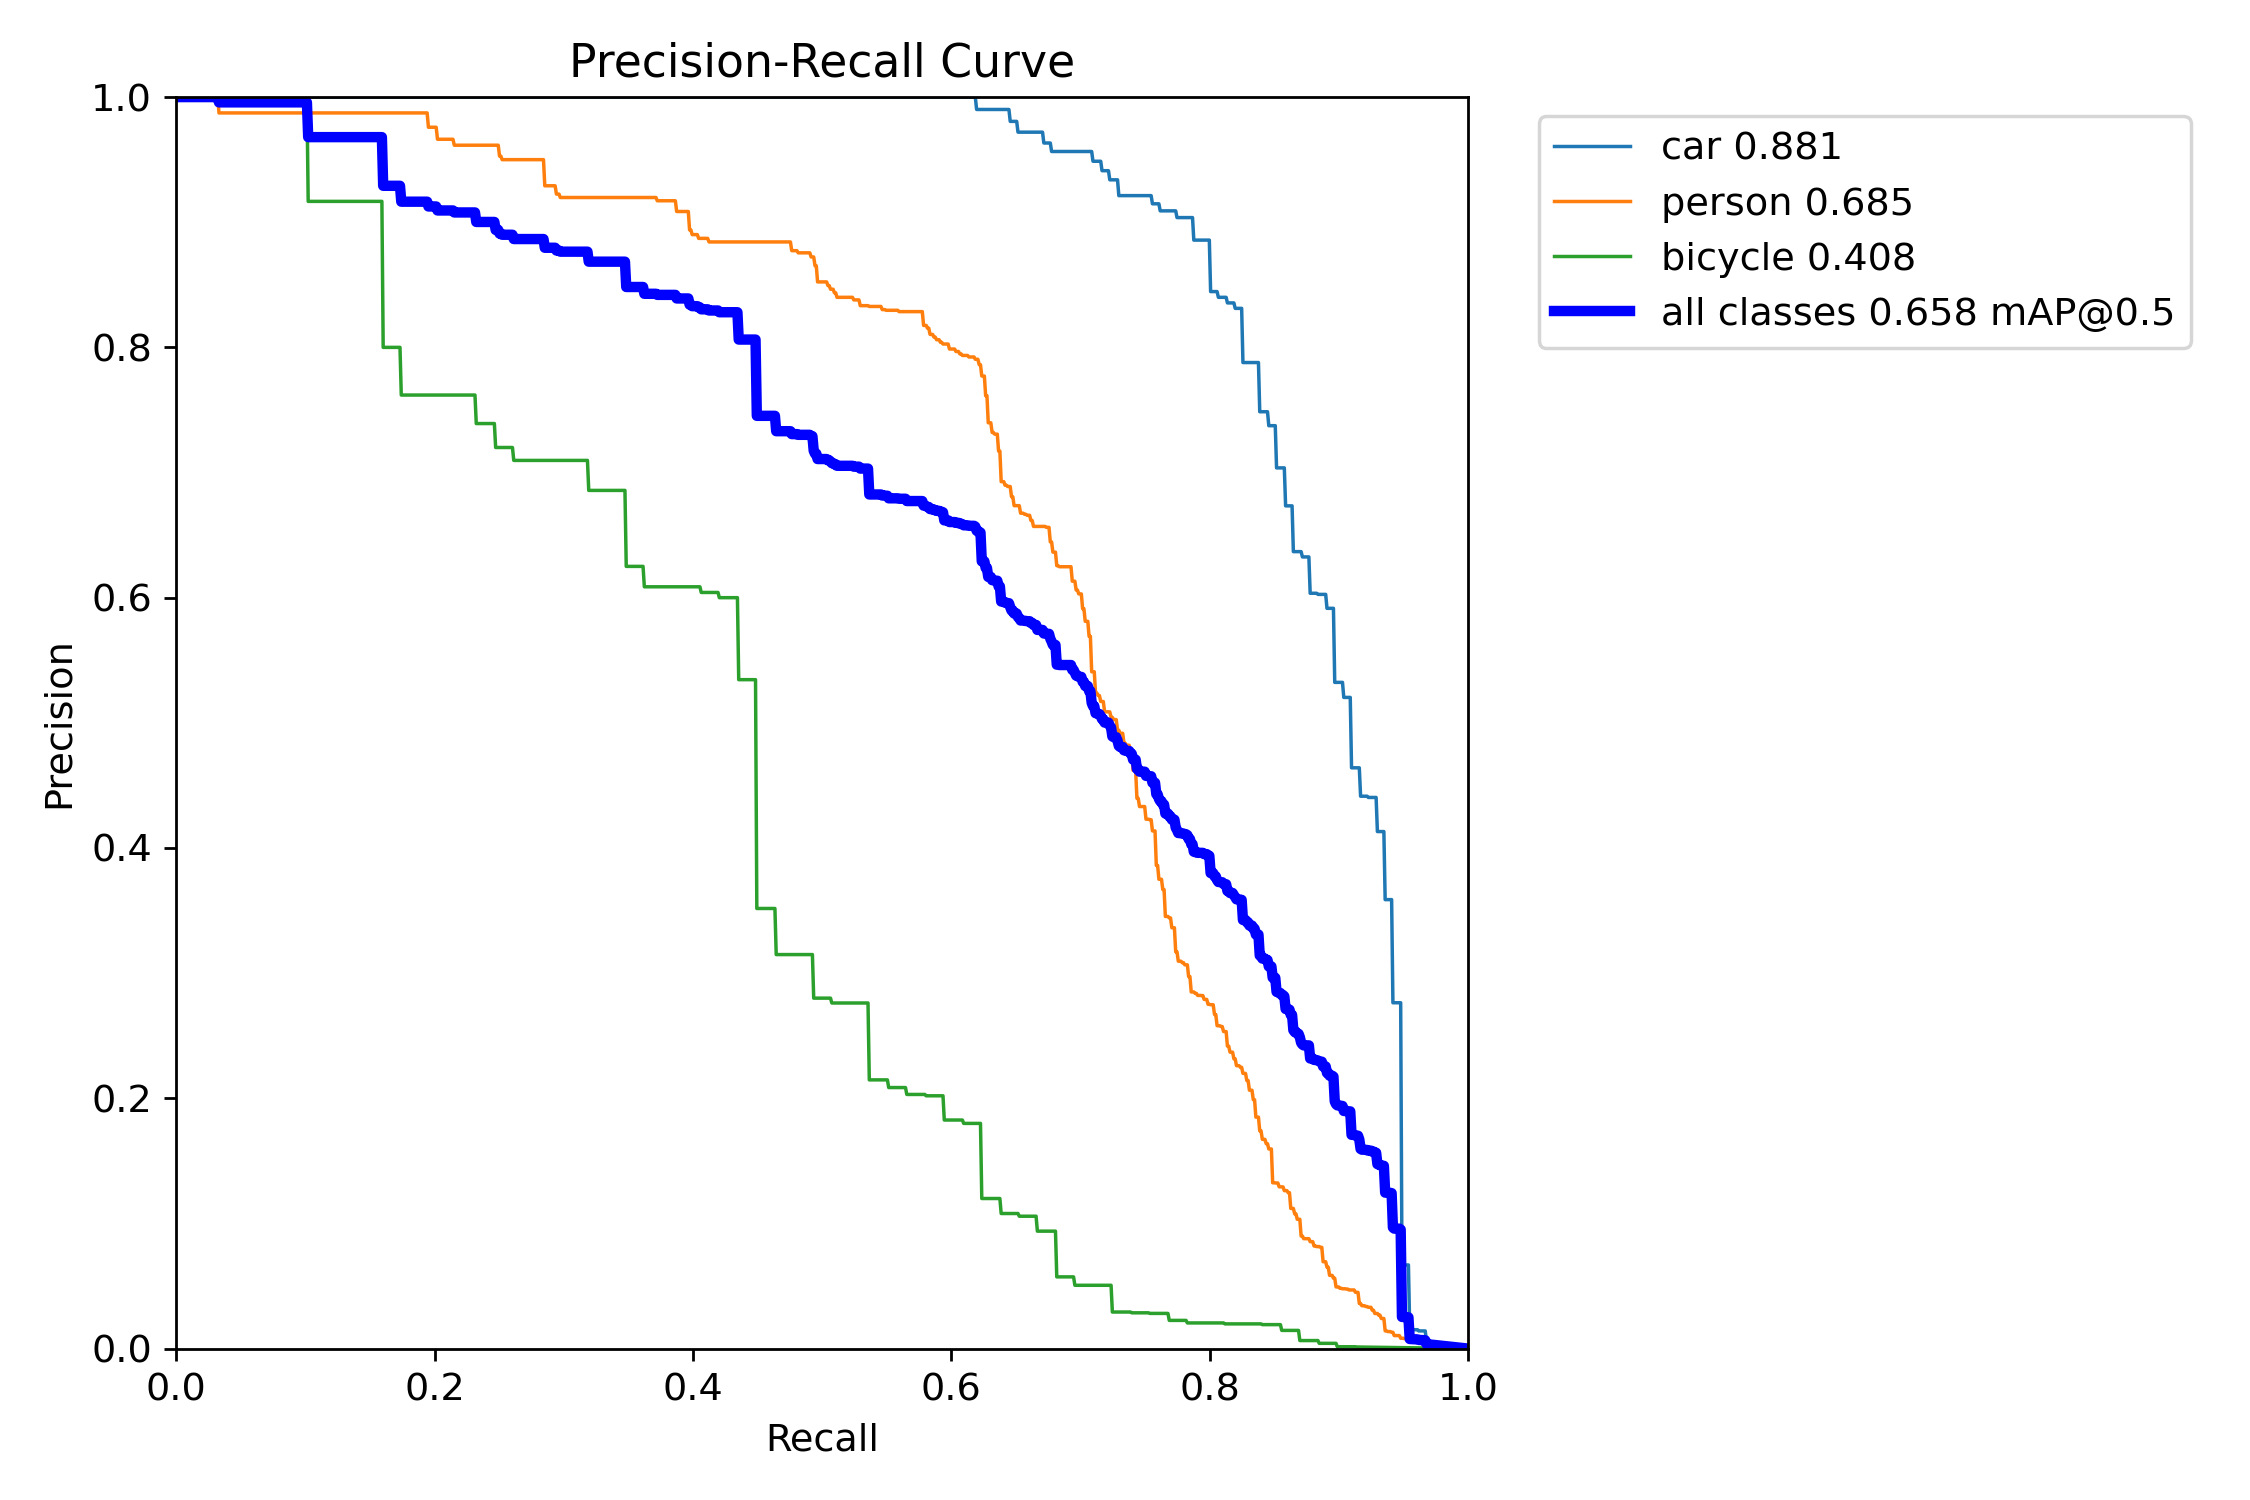 Precision-Recall Curve
1.0
0.8
0.6
0.4
0.2
0.0
Precision
0.0 0.2 0.4 0.6 0.8 1.0
Recall
car 0.881
person 0.685
bicycle 0.408
all classes 0.658 mAP@0.5